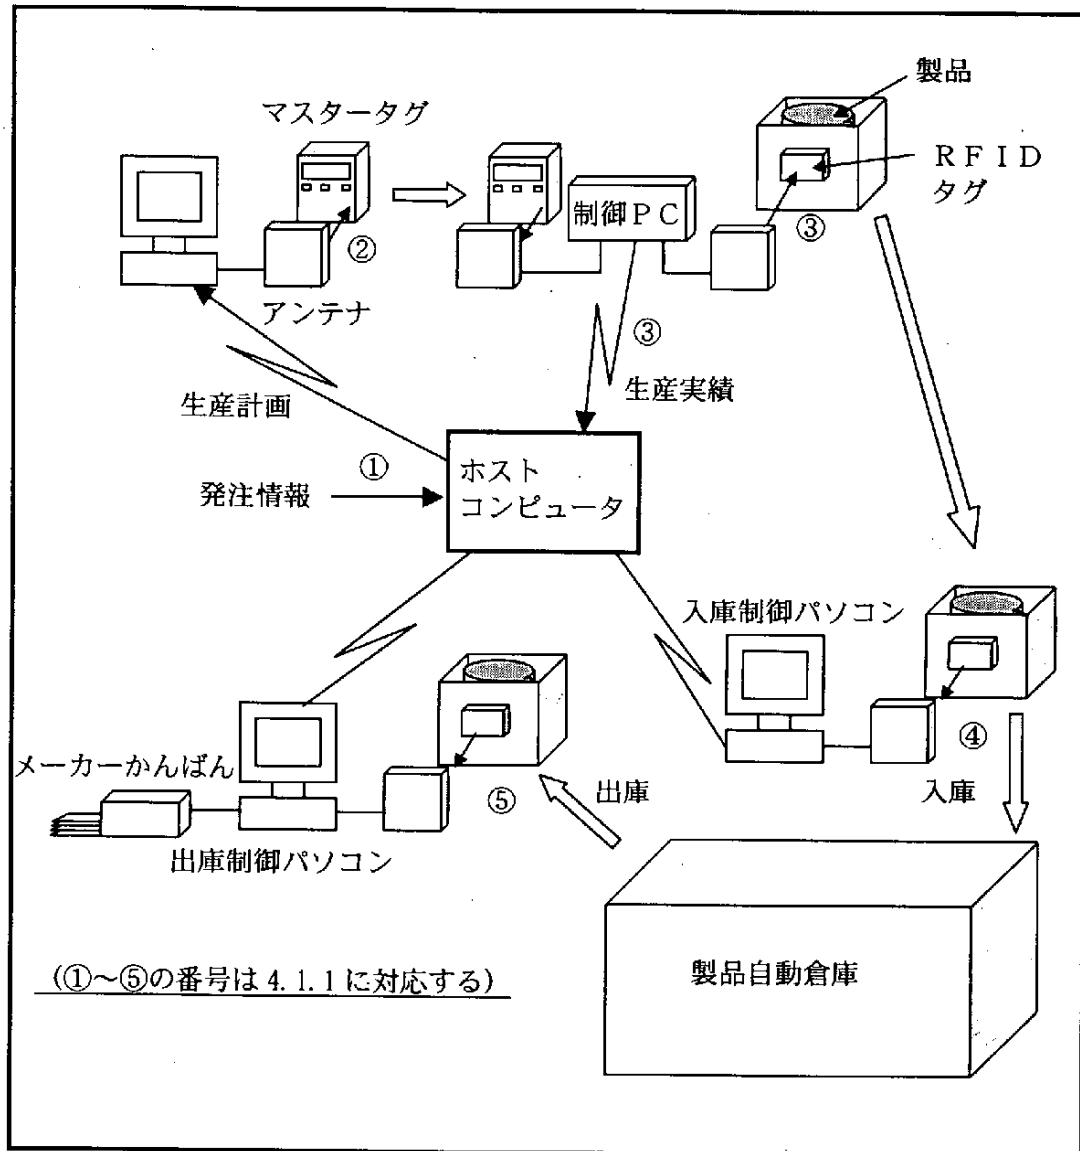 製品
マスタータグ
ＲＦＩＤ
タグ
制御ＰＣ
②
③
アンテナ
③
生産計画
生産実績
①
発注情報
ホスト
コンピュータ
入庫制御パソコン
メーカーかんばん
④
⑤
出庫
入庫
出庫制御パソコン
製品自動倉庫
(①～⑤の番号は 4.1.1 に対応する)